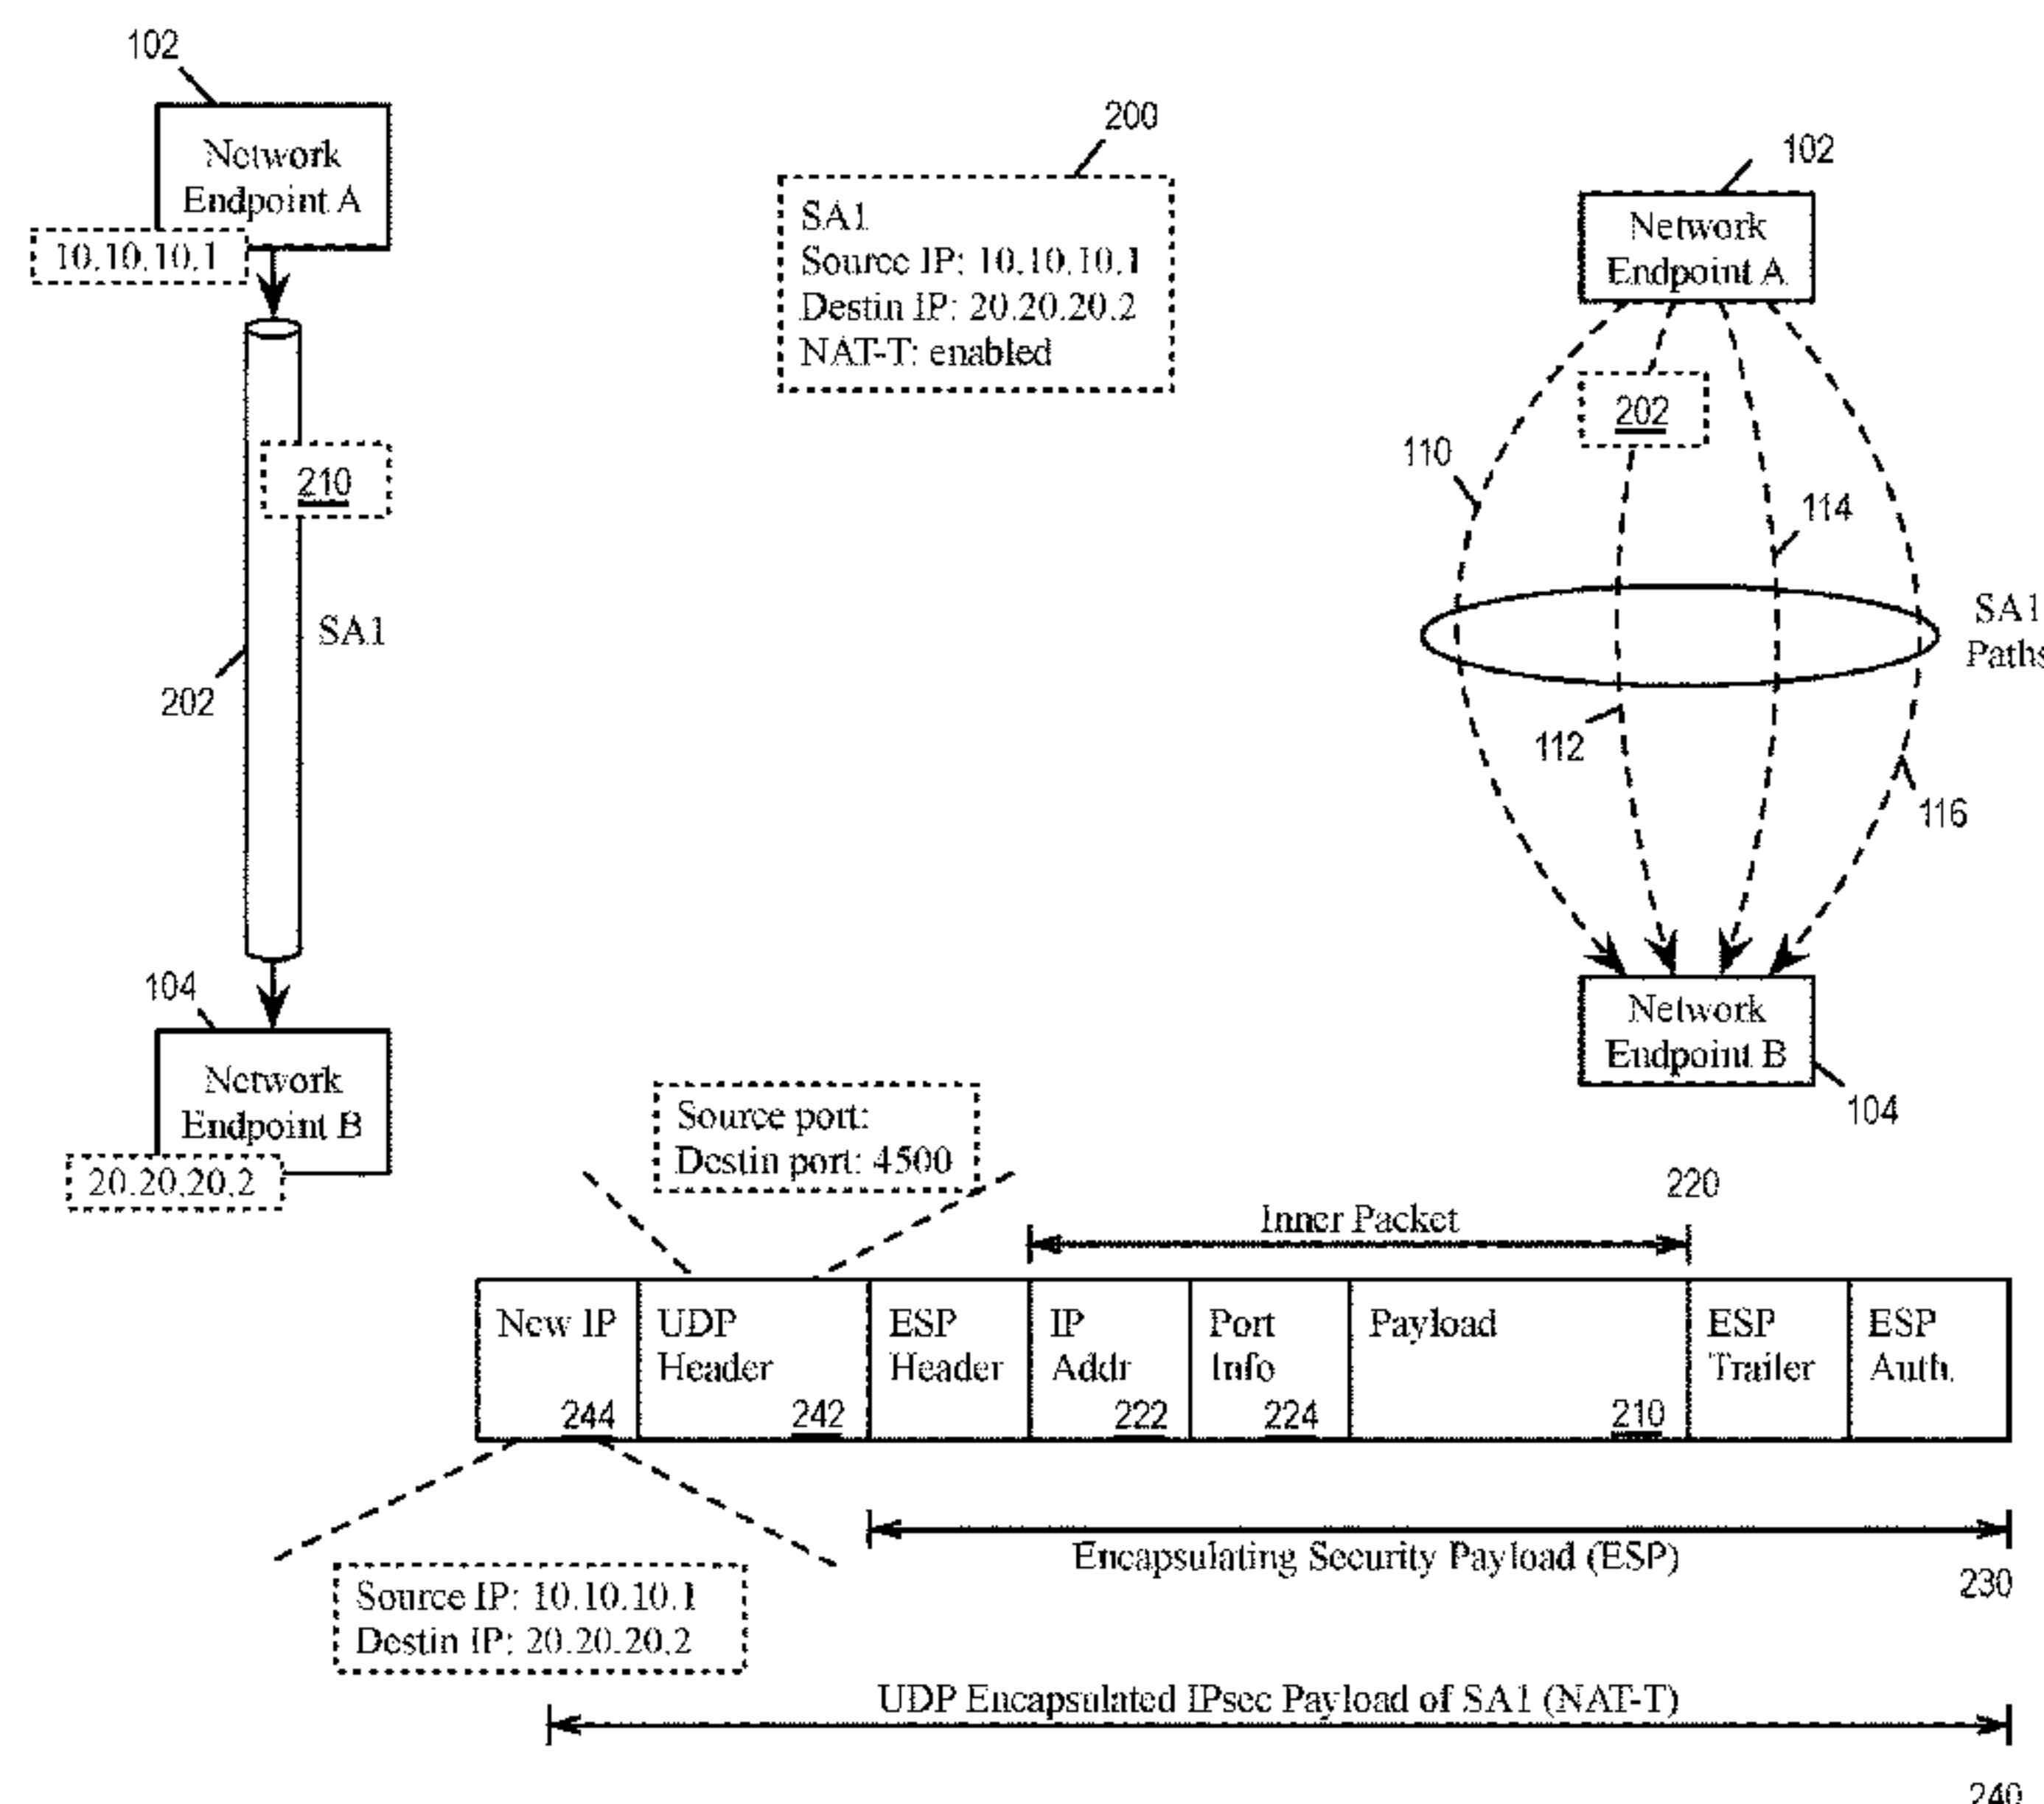 102
Network
Endpoint A
10.10.10.1
210
SA1
202
104
Network
Endpoint B
20.20.20.2
200
SA1
Source IP: 10.10.10.1
Destin IP: 20.20.20.2
NAT-T: enabled
102
Network
Endpoint A
202
110
114
SA1
Paths
112
116
Network
Endpoint B
104
Source port:
Destin port: 4500
220
Inner Packet
New IP
244
UDP
Header
242
ESP
Header
IP
Addr
222
Port
Info
224
Payload
210
ESP
Trailer
ESP
Auth.
Source IP: 10.10.10.1
Destin IP: 20.20.20.2
Encapsulating Security Payload (ESP)
230
UDP Encapsulated IPsec Payload of SA1 (NAT-T)
240